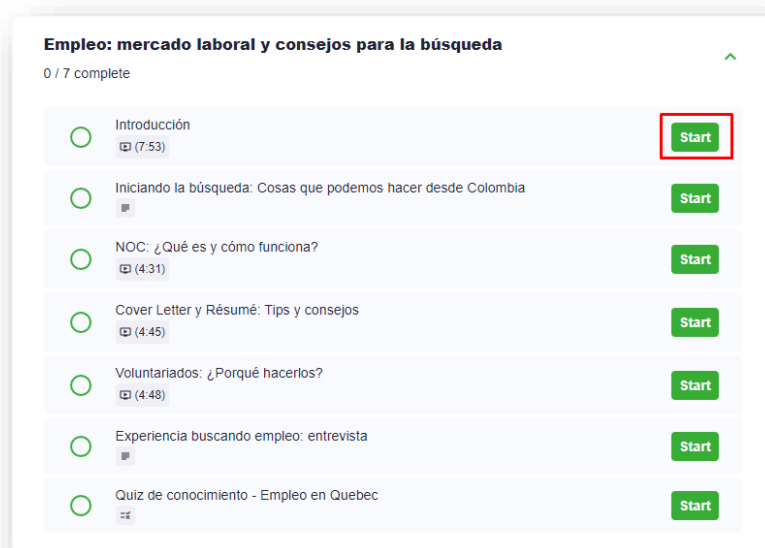 Empleo: mercado laboral y consejos para la búsqueda
0 / 7 complete
Introducción
(7:53)
Start
Iniciando la búsqueda: Cosas que podemos hacer desde Colombia
Start
NOC: ¿Qué es y cómo funciona?
(4:31)
Start
Cover Letter y Résumé: Tips y consejos
(4:45)
Start
Voluntariados: ¿Porqué hacerlos?
(4:48)
Start
Experiencia buscando empleo: entrevista
Start
Quiz de conocimiento - Empleo en Quebec
Start